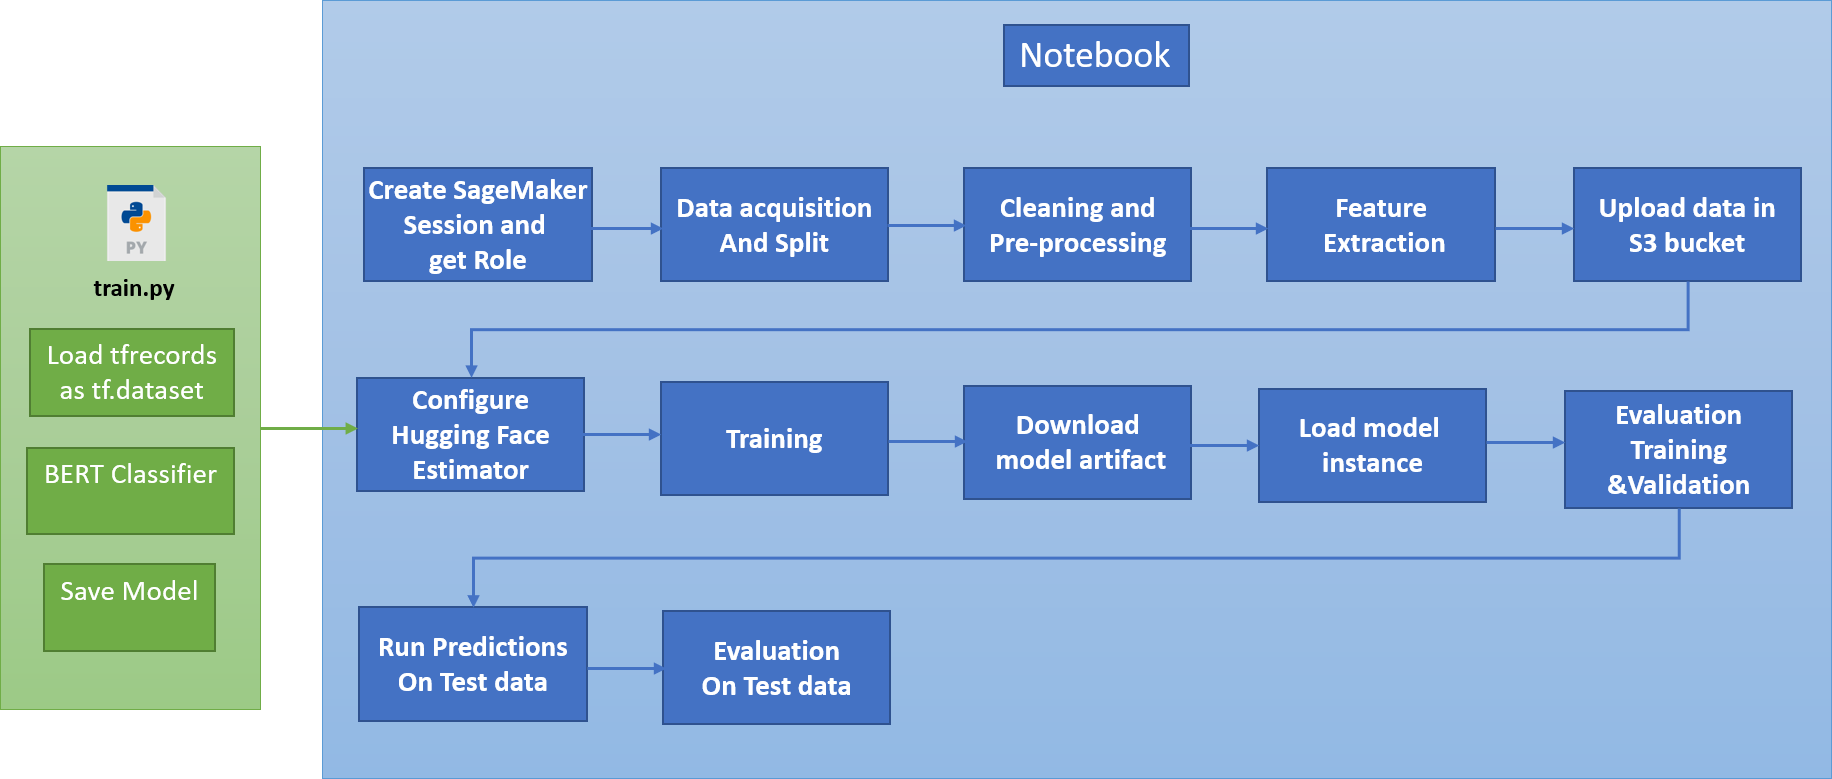 Notebook
PY
train.py
Load tfrecords
as tf.dataset
BERT Classifier
Save Model
Create SageMaker
Session and
get Role
Data acquisition
And Split
Cleaning and
Pre-processing
Feature
Extraction
Upload data in
S3 bucket
Configure
Hugging Face
Estimator
Training
Download
model artifact
Load model
instance
Evaluation
Training
&Validation
Run Predictions
On Test data
Evaluation
On Test data